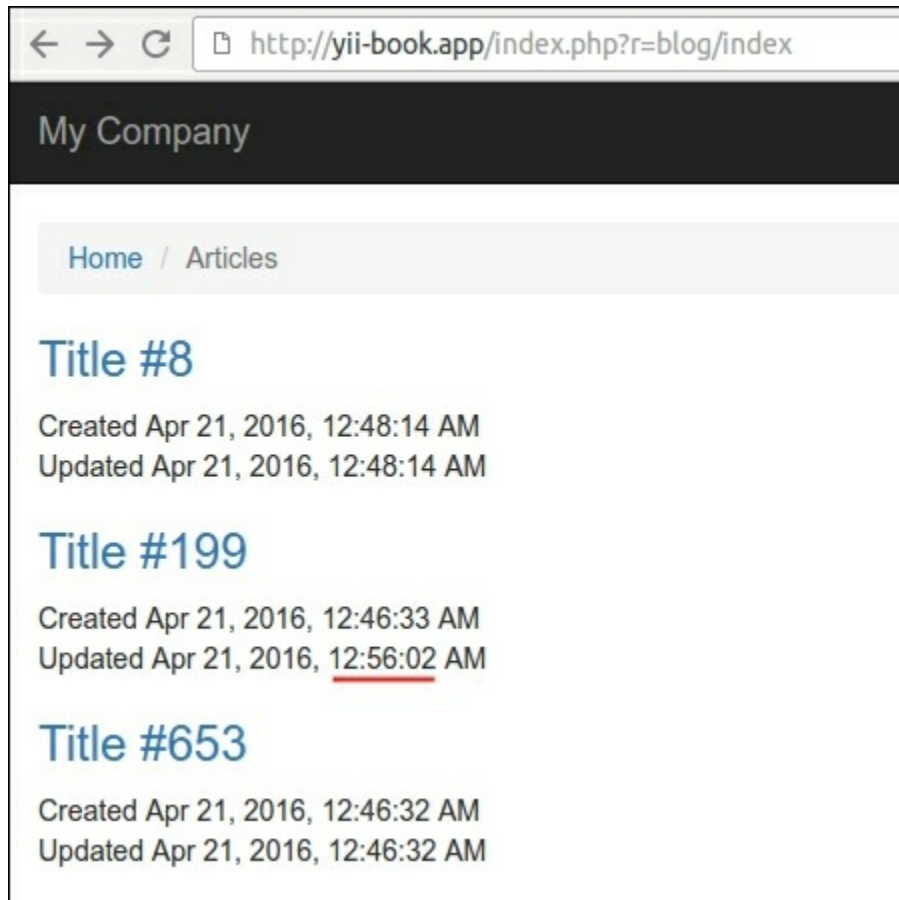 http://yii-book.app/index.php?r=blog/index
My Company
Home / Articles
Title #8
Created Apr 21, 2016, 12:48:14 AM
Updated Apr 21, 2016, 12:48:14 AM
Title #199
Created Apr 21, 2016, 12:46:33 AM
Updated Apr 21, 2016, 12:56:02 AM
Title #653
Created Apr 21, 2016, 12:46:32 AM
Updated Apr 21, 2016, 12:46:32 AM